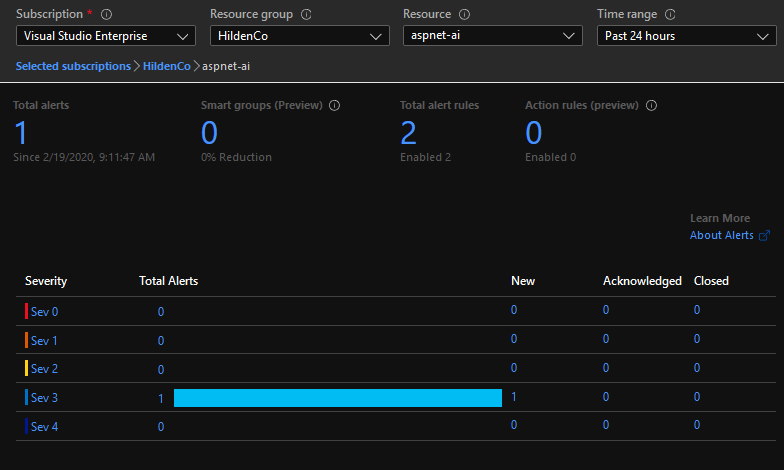 Subscription * Resource group Resource Time range
Visual Studio Enterprise HildenCo aspnet-ai Past 24 hours
Selected subscriptions > HildenCo > aspnet-ai
Total alerts Smart groups (Preview) Total alert rules Action rules (preview)
1 0 2 0
Since 2/19/2020, 9:11:47 AM 0% Reduction Enabled 2 Enabled 0
Learn More
About Alerts
Severity Total Alerts New Acknowledged Closed
Sev 0 0 0 0 0
Sev 1 0 0 0 0
Sev 2 0 0 0 0
Sev 3 1 1 0 0
Sev 4 0 0 0 0